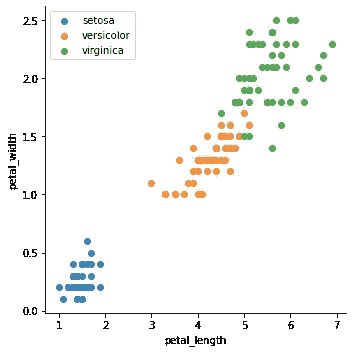 setosa
versicolor
virginica
2.5
2.0
1.5
1.0
0.5
0.0
petal_width
1 2 3 4 5 6 7
petal_length